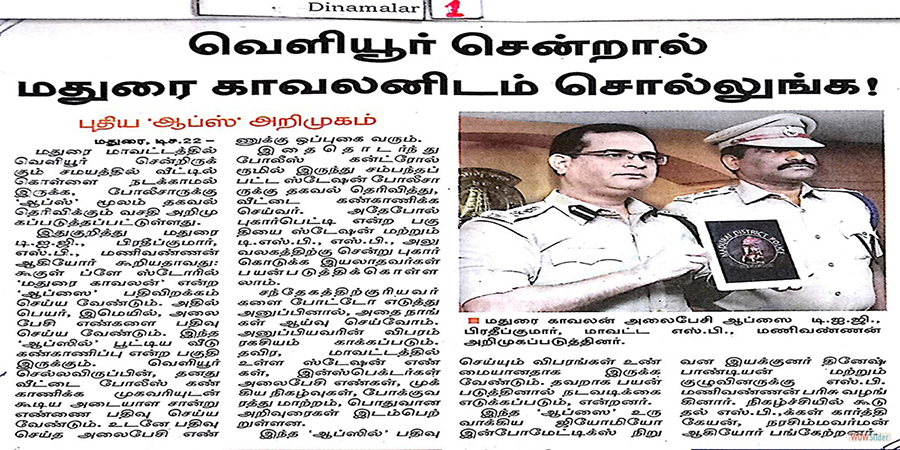 Dinamalar
1
வெளியூர் சென்றால்
மதுரை காவலனிடம் சொல்லுங்க!
புதிய 'ஆப்ஸ்' அறிமுகம்
மதுரை, டிச.22 –
மதுரை மாவட்டத்தில்
வெளியூர் சென்றிருக்
கும் சமயத்தில் வீட்டில்
கொள்ளை நடக்காமல்
இருக்க, போலீசாருக்கு
'ஆப்ஸ்' மூலம் தகவல்
தெரிவிக்கும் வசதி அறிமு
கப்படுத்தப்பட்டுள்ளது.
இதுகுறித்து மதுரை
டி.ஐ.ஜி., பிரதீப்குமார்,
எஸ்.பி., மணிவண்ணன்
ஆகியோர் கூறியதாவது:
கூகுள் ப்ளே ஸ்டோரில்
'மதுரை காவலன்' என்ற
'ஆப்ஸை' பதிவிறக்கம்
செய்ய வேண்டும். அதில்
பெயர், இமெயில், அலை
பேசி எண்களை பதிவு
செய்ய வேண்டும். இந்த
'ஆப்ஸில்' பூட்டிய வீடு
கண்காணிப்பு என்ற பகுதி
இருக்கும். வெளியூர்
செல்லவிருப்பின், தனது
வீட்டை போலீஸ் கண்
காணிக்க முகவரியுடன்
கூடிய அடையாள சான்று
எண்ணை பதிவு செய்ய
வேண்டும். உடனே பதிவு
செய்த அலைபேசி எண்
ணுக்கு ஒப்புகை வரும்.
இதைதொடர்ந்து
போலீஸ் கன்ட்ரோல்
ரூமில் இருந்து சம்பந்தப்
பட்ட ஸ்டேஷன் போலீசா
ருக்கு தகவல் தெரிவித்து,
வீட்டை கண்காணிக்க
செய்வர். அதேபோல்
புகார்பெட்டி என்ற பகு
தியை ஸ்டேஷன் மற்றும்
டி.எஸ்.பி., எஸ்.பி., அலு
வலகத்திற்கு சென்று புகார்
கொடுக்க இயலாதவர்கள்
பயன்படுத்திக்கொள்ள
லாம்.
சந்தேகத்திற்குரியவர்
களை போட்டோ எடுத்து
அனுப்பினால், அதை நாங்
கள் ஆய்வு செய்வோம்.
அனுப்பியவரின் விபரம்
ரகசியம் காக்கப்படும்.
தவிர, மாவட்டத்தில்
உள்ள ஸ்டேஷன் எண்
கள், இன்ஸ்பெக்டர்கள்
அலைபேசி எண்கள், முக்
கிய நிகழ்வுகள், போக்குவ
ரத்து மாற்றம், பொதுவான
அறிவுரைகள் இடம்பெற்
றுள்ளன.
இந்த 'ஆப்ஸில்' பதிவு
MADURAI DISTRICT POLICE
மதுரை காவலன் அலைபேசி ஆப்ஸை டி.ஐ.ஜி.,
பிரதீப்குமார், மாவட்ட எஸ்.பி., மணிவண்ணன்
அறிமுகப்படுத்தினர்.
செய்யும் விபரங்கள் உண்
மையானதாக இருக்க
வேண்டும். தவறாக பயன்
படுத்தினால் நடவடிக்கை
எடுக்கப்படும் என்றனர்.
இந்த 'ஆப்ஸை' உரு
வாக்கிய ஜியோமியோ
இன்போமேட்டிக்ஸ் நிறு
வன இயக்குனர் தினேஷ்
பாண்டியன் மற்றும்
குழுவினருக்கு எஸ்.பி.
மணிவண்ணன் பரிசு வழங்
கினார். நிகழ்ச்சியில் கூடு
தல் எஸ்.பி.,க்கள் கார்த்தி
கேயன், நரசிம்மவர்மன்
ஆகியோர் பங்கேற்றனர்.
WOWSlider